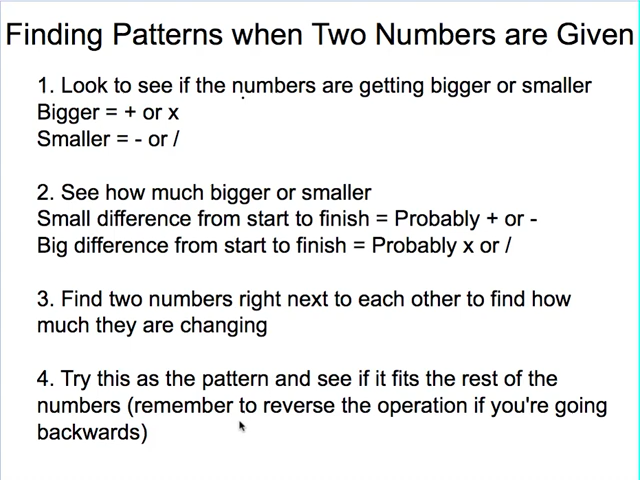 Finding Patterns when Two Numbers are Given
1. Look to see if the numbers are getting bigger or smaller
Bigger = + or x
Smaller = - or /
2. See how much bigger or smaller
Small difference from start to finish = Probably + or -
Big difference from start to finish = Probably x or /
3. Find two numbers right next to each other to find how
much they are changing
4. Try this as the pattern and see if it fits the rest of the
numbers (remember to reverse the operation if you're going
backwards)